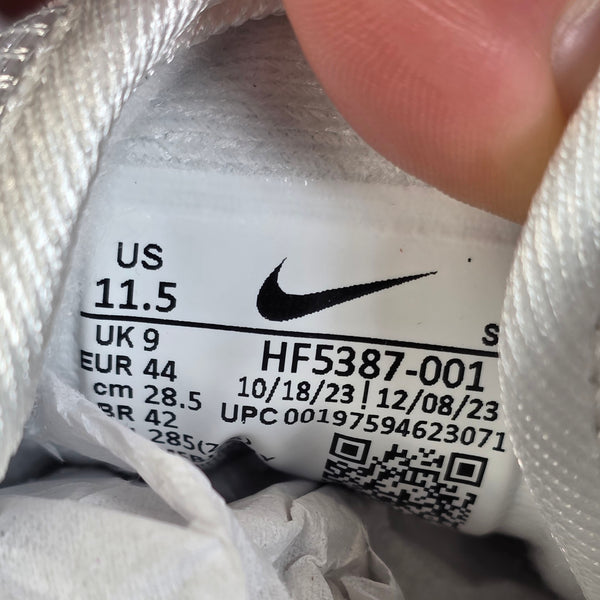 US
11.5
UK 9
EUR 44
cm 28.5
BR 42
285(
S
HF5387-001
10/18/23 | 12/08/23
UPC 00197594623071